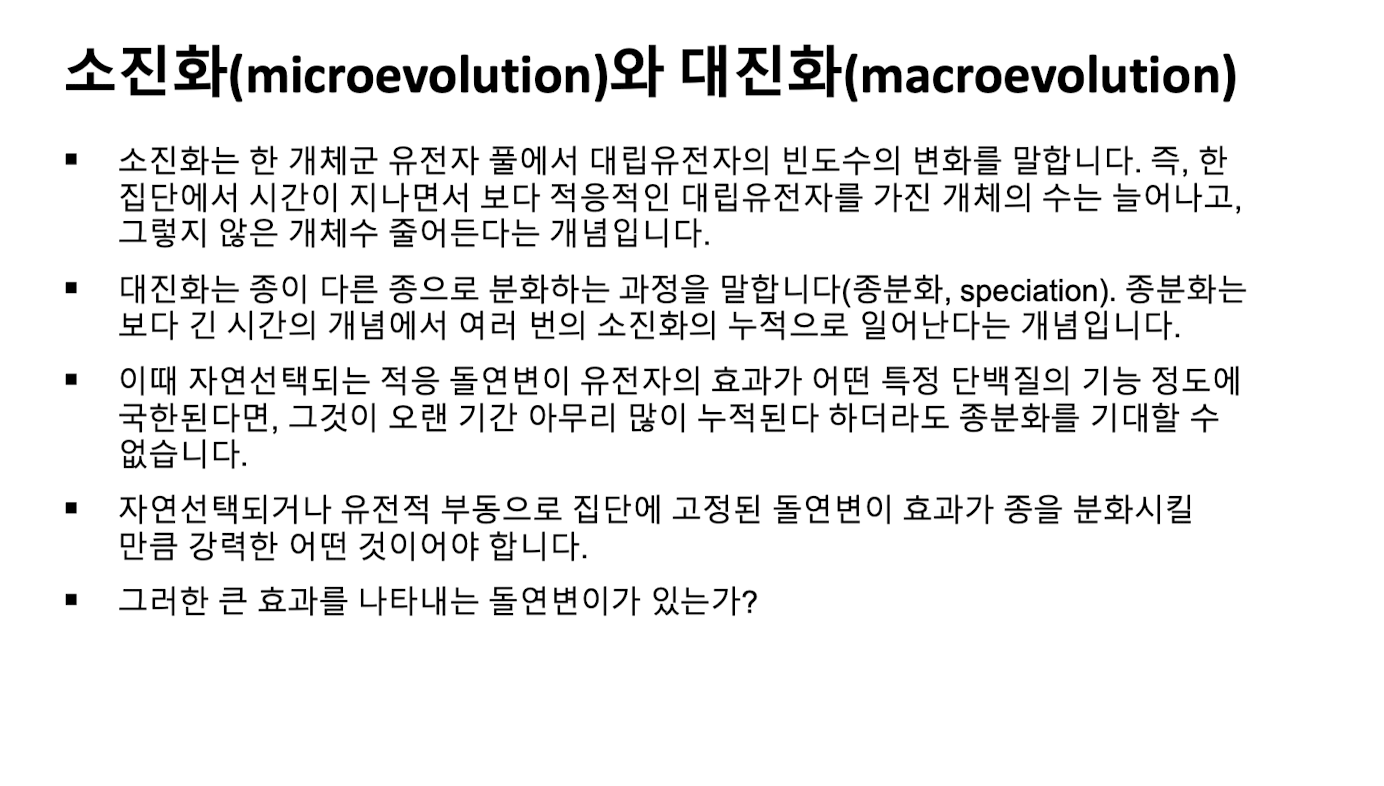 소진화(microevolution)와 대진화(macroevolution)
▪ 소진화는 한 개체군 유전자 풀에서 대립유전자의 빈도수의 변화를 말합니다. 즉, 한
집단에서 시간이 지나면서 보다 적응적인 대립유전자를 가진 개체의 수는 늘어나고,
그렇지 않은 개체수 줄어든다는 개념입니다.
▪ 대진화는 종이 다른 종으로 분화하는 과정을 말합니다(종분화, speciation). 종분화는
보다 긴 시간의 개념에서 여러 번의 소진화의 누적으로 일어난다는 개념입니다.
▪ 이때 자연선택되는 적응 돌연변이 유전자의 효과가 어떤 특정 단백질의 기능 정도에
국한된다면, 그것이 오랜 기간 아무리 많이 누적된다 하더라도 종분화를 기대할 수
없습니다.
▪ 자연선택되거나 유전적 부동으로 집단에 고정된 돌연변이 효과가 종을 분화시킬
만큼 강력한 어떤 것이어야 합니다.
▪ 그러한 큰 효과를 나타내는 돌연변이가 있는가?